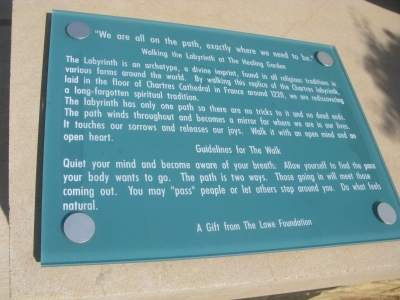 "We are all on the path, exactly where we need to be."
Walking the Labyrinth at The Healing Garden
The Labyrinth is an archetype, a divine imprint, found in all religious traditions in
various forms around the world. By walking this replica of the Chartres labyrinth,
laid in the floor of Chartres Cathedral in France around 1220, we are rediscovering
a long-forgotten spiritual tradition.
The labyrinth has only one path so there are no tricks to it and no dead ends.
The path winds throughout and becomes a mirror for where we are in our lives.
It touches our sorrows and releases our joys. Walk it with an open mind and an
open heart.
Guidelines for The Walk
Quiet your mind and become aware of your breath. Allow yourself to find the pace
your body wants to go. The path is two ways. Those going in will meet those
coming out. You may "pass" people or let others step around you. Do what feels
natural.
A Gift from The Love Foundation